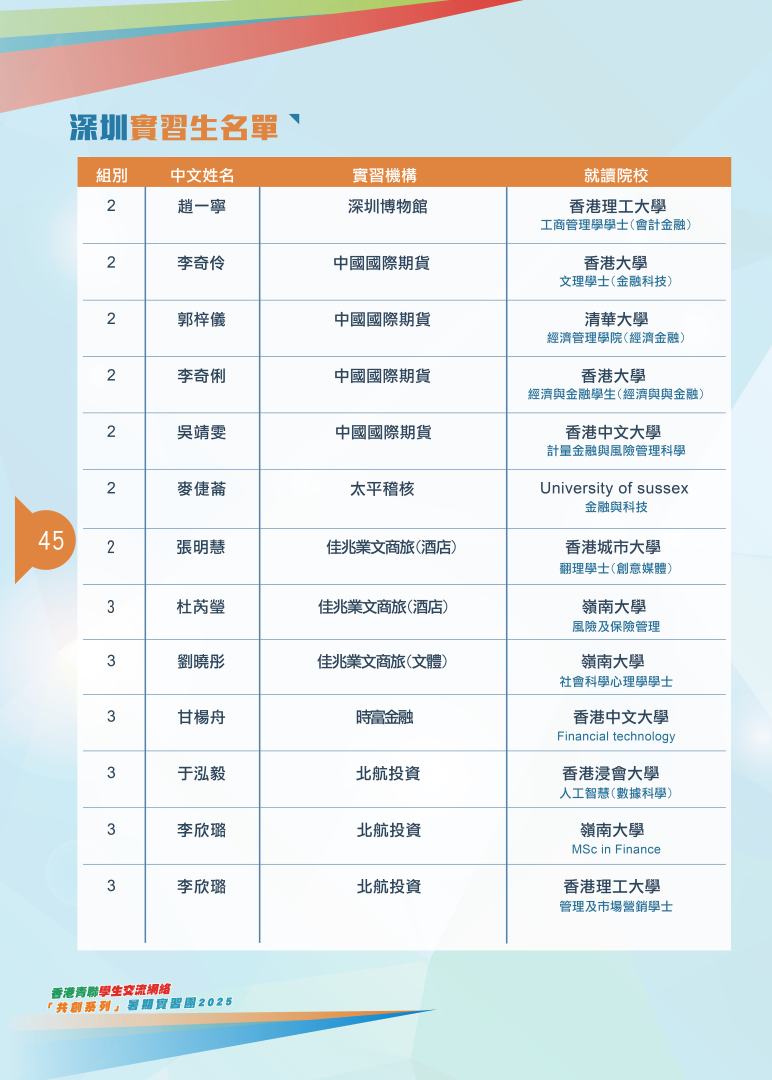 深圳實習生名單
組別 中文姓名 實習機構 就讀院校
2 趙一寧 深圳博物館 香港理工大學
工商管理學學士（會計金融）
2 李奇伶 中國國際期貨 香港大學
文理學士（金融科技）
2 郭梓儀 中國國際期貨 清華大學
經濟管理學院（經濟金融）
2 李奇俐 中國國際期貨 香港大學
經濟與金融學生（經濟與與金融）
2 吳靖雯 中國國際期貨 香港中文大學
計量金融與風險管理科學
2 麥倢菕 太平稽核 University of sussex
金融與科技
2 張明慧 佳兆業文商旅（酒店） 香港城市大學
翻理學士（創意媒體）
3 杜芮瑩 佳兆業文商旅（酒店） 嶺南大學
風險及保險管理
3 劉曉彤 佳兆業文商旅（文體） 嶺南大學
社會科學心理學學士
3 甘楊舟 時富金融 香港中文大學
Financial technology
3 于泓毅 北航投資 香港浸會大學
人工智慧（數據科學）
3 李欣璐 北航投資 嶺南大學
MSc in Finance
3 李欣璐 北航投資 香港理工大學
管理及市場營銷學士
45
香港青聯學生交流網絡
「共創系列」暑期實習團2025